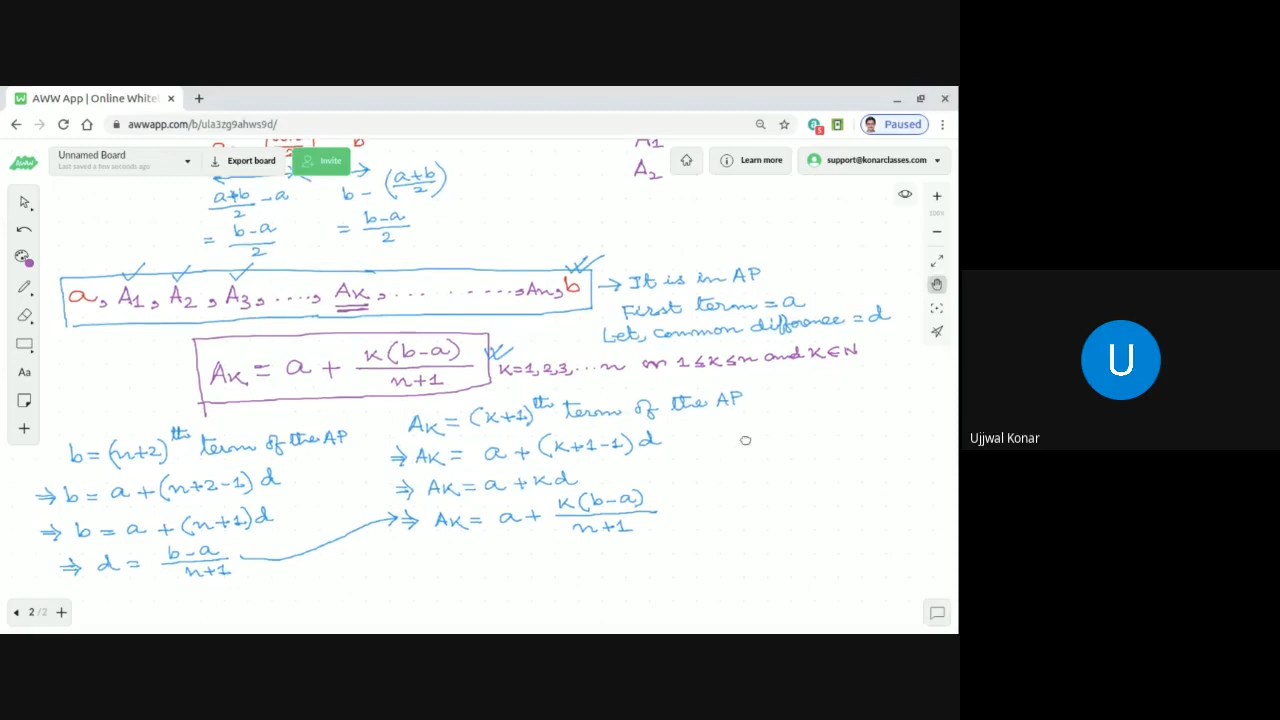 AWW App | Online White
awwapp.com/b/ula3zg9ahws9d/
Paused
Unnamed Board
Last saved a few seconds ago
Export board
Invite
Learn more
support@konarclasses.com
b
A1
A2
(a+b)/2 - a
b - ((a+b)/2)
= (b-a)/2
= (b-a)/2
a, A1, A2, A3, ...., AK, ... ......, An, b → It is in AP
First term = a
Let, common difference = d
AK = a + K(b-a)/(n+1)
K=1,2,3, ... n or 1 ≤ K ≤ n and K ∈ N
b = (n+2)th term of the AP
⇒ b = a + (n+2-1) d
⇒ b = a + (n+1)d
⇒ d = (b-a)/(n+1)
AK = (K+1)th term of the AP
⇒ AK = a + (K+1-1) d
⇒ AK = a + Kd
⇒ AK = a + K(b-a)/(n+1)
100%
Aa
2 / 2
U
Ujjwal Konar